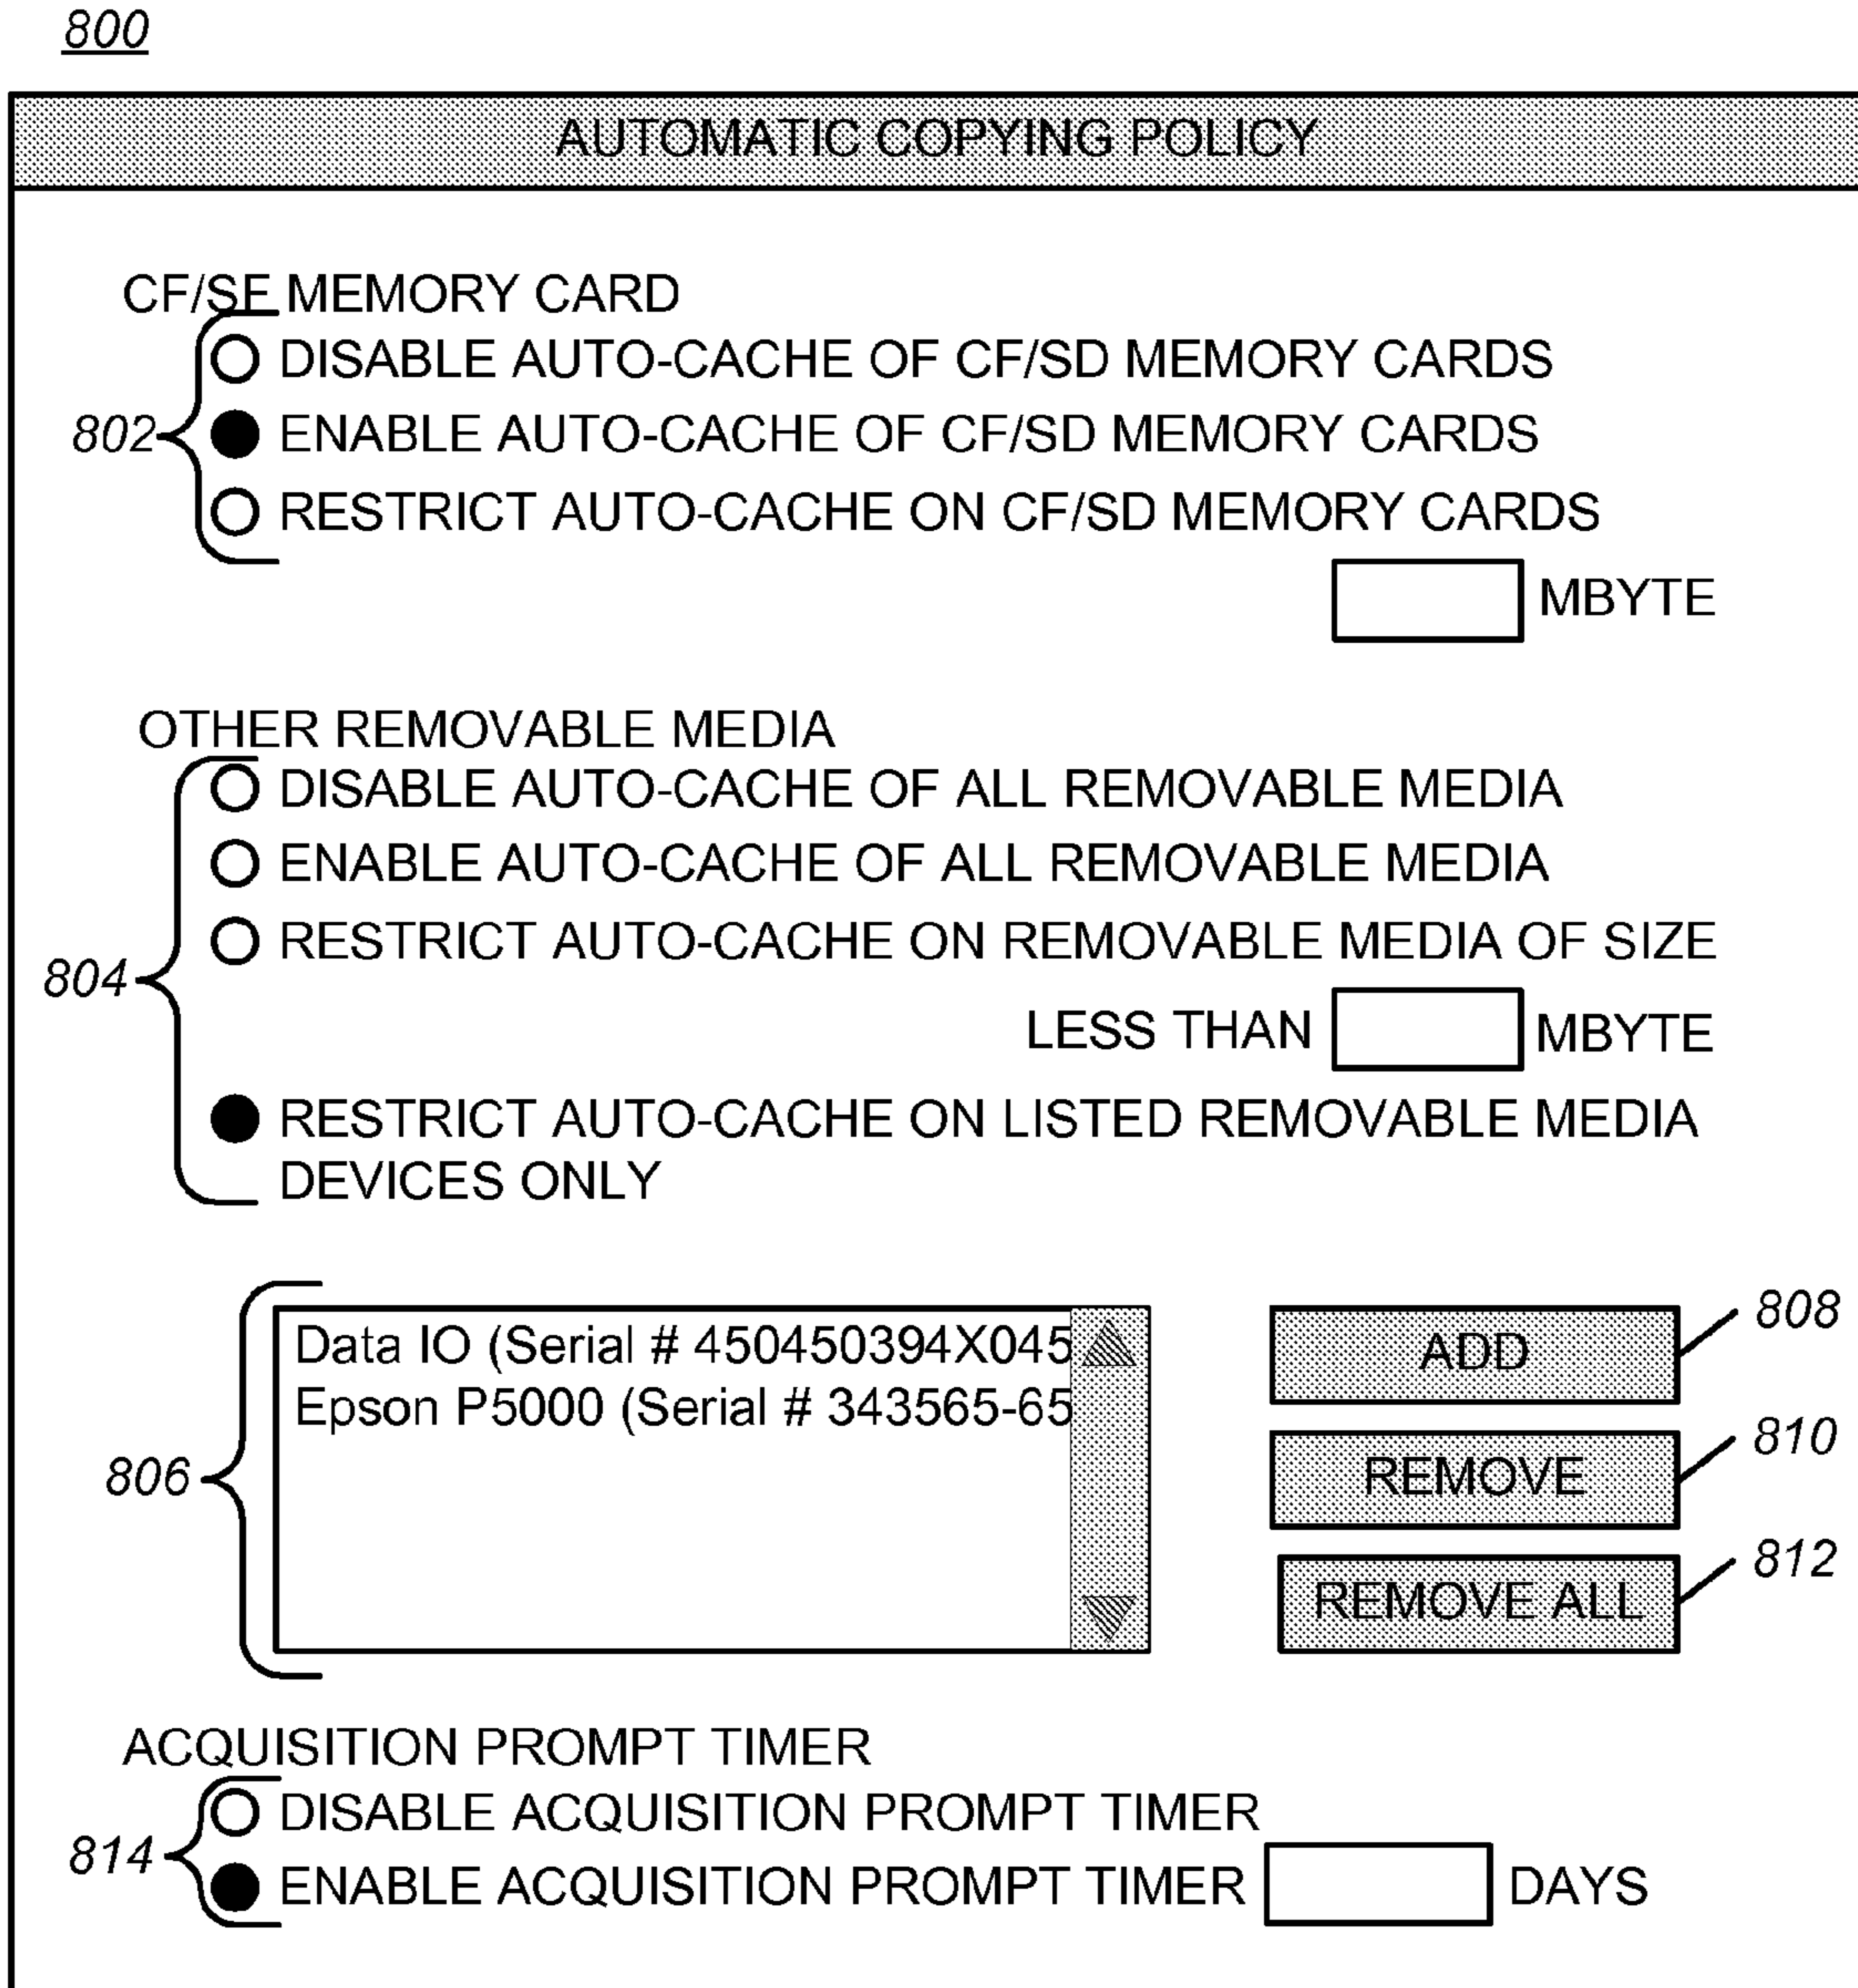 800
AUTOMATIC COPYING POLICY
CF/SF MEMORY CARD
DISABLE AUTO-CACHE OF CF/SD MEMORY CARDS
802
ENABLE AUTO-CACHE OF CF/SD MEMORY CARDS
RESTRICT AUTO-CACHE ON CF/SD MEMORY CARDS
MBYTE
OTHER REMOVABLE MEDIA
DISABLE AUTO-CACHE OF ALL REMOVABLE MEDIA
ENABLE AUTO-CACHE OF ALL REMOVABLE MEDIA
RESTRICT AUTO-CACHE ON REMOVABLE MEDIA OF SIZE
804
LESS THAN MBYTE
RESTRICT AUTO-CACHE ON LISTED REMOVABLE MEDIA
DEVICES ONLY
806
Data IO (Serial # 450450394X045
Epson P5000 (Serial # 343565-65
ADD
808
REMOVE
810
REMOVE ALL
812
ACQUISITION PROMPT TIMER
DISABLE ACQUISITION PROMPT TIMER
814
ENABLE ACQUISITION PROMPT TIMER DAYS